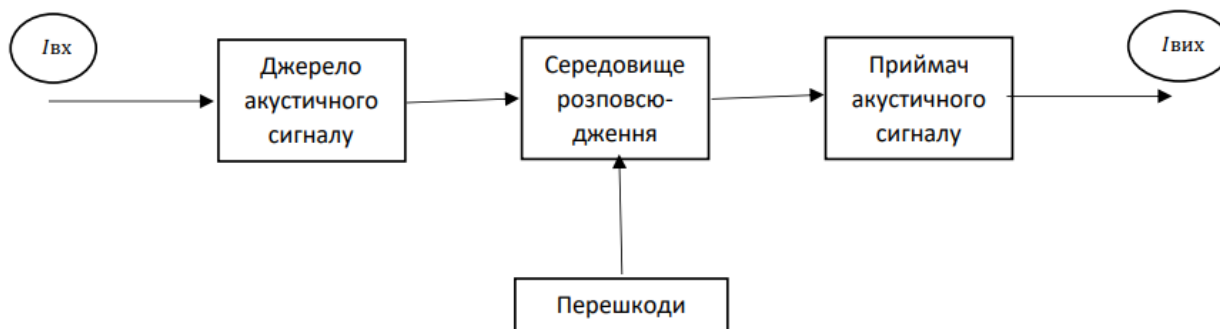 Iвх
Джерело
акустичного
сигналу
Середовище
розповсю-
дження
Приймач
акустичного
сигналу
Iвих
Перешкоди